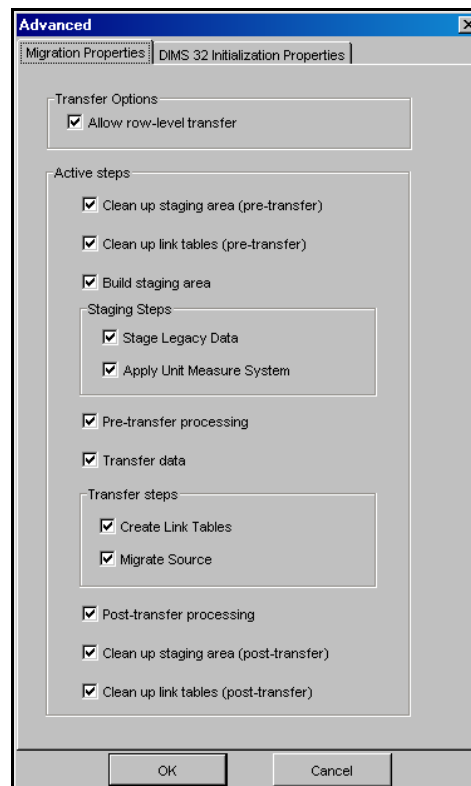 Advanced
Migration Properties
DIMS 32 Initialization Properties
Transfer Options
Allow row-level transfer
Active steps
Clean up staging area (pre-transfer)
Clean up link tables (pre-transfer)
Build staging area
Staging Steps
Stage Legacy Data
Apply Unit Measure System
Pre-transfer processing
Transfer data
Transfer steps
Create Link Tables
Migrate Source
Post-transfer processing
Clean up staging area (post-transfer)
Clean up link tables (post-transfer)
OK
Cancel